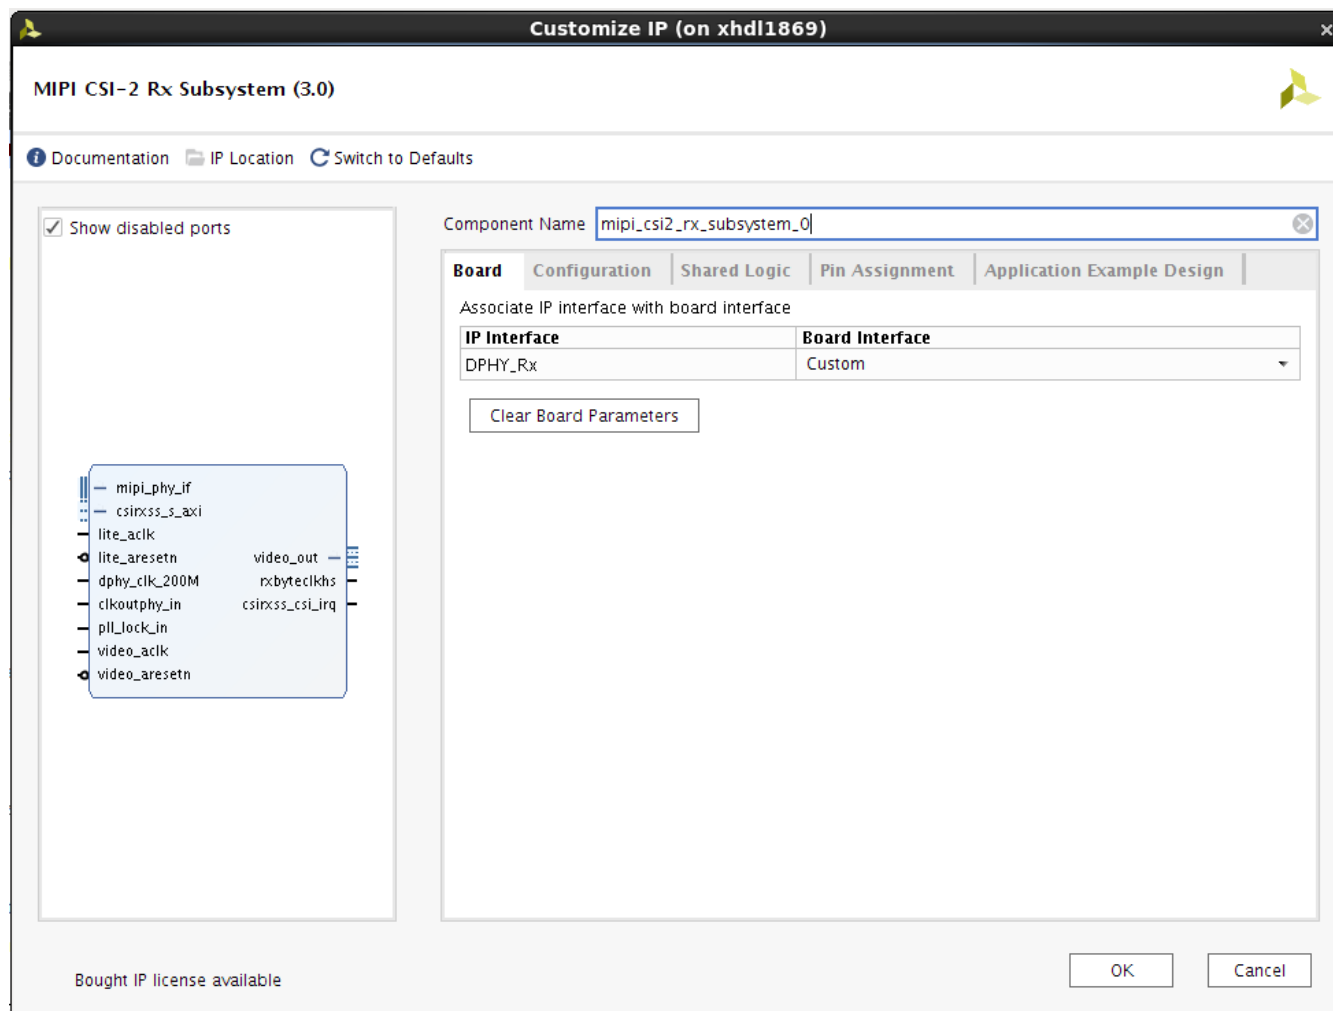 Customize IP (on xhdl1869)
MIPI CSI-2 Rx Subsystem (3.0)
Documentation IP Location Switch to Defaults
Show disabled ports
mipi_phy_if
csirxss_s_axi
lite_aclk
lite_aresetn video_out
dphy_clk_200M rxbyteclkhs
clkoutphy_in csirxss_csi_irq
pll_lock_in
video_aclk
video_aresetn
Component Name mipi_csi2_rx_subsystem_0
Board Configuration Shared Logic Pin Assignment Application Example Design
Associate IP interface with board interface
IP Interface Board Interface
DPHY_Rx Custom
Clear Board Parameters
Bought IP license available
OK Cancel